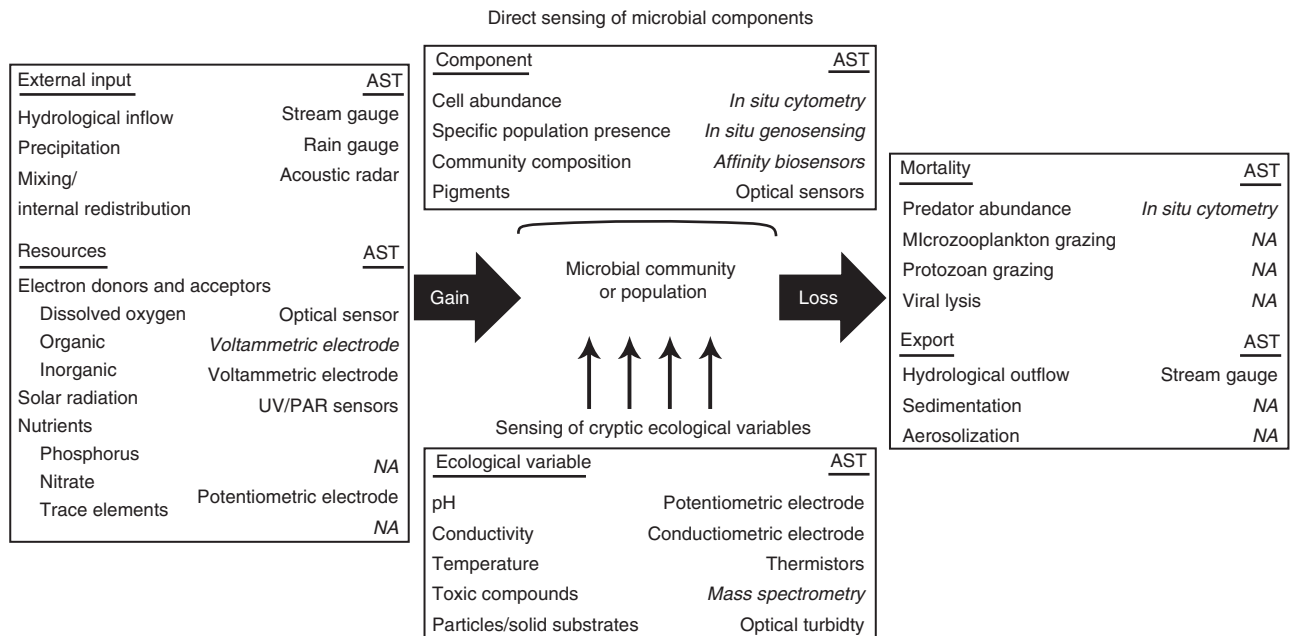 Direct sensing of microbial components
External input AST
Hydrological inflow Stream gauge
Precipitation Rain gauge
Mixing/ Acoustic radar
internal redistribution
Resources AST
Electron donors and acceptors
Dissolved oxygen Optical sensor
Organic Voltammetric electrode
Inorganic Voltammetric electrode
Solar radiation UV/PAR sensors
Nutrients
Phosphorus NA
Nitrate Potentiometric electrode
Trace elements NA
Gain
Component AST
Cell abundance In situ cytometry
Specific population presence In situ genosensing
Community composition Affinity biosensors
Pigments Optical sensors
Microbial community
or population
Sensing of cryptic ecological variables
Ecological variable AST
pH Potentiometric electrode
Conductivity Conductiometric electrode
Temperature Thermistors
Toxic compounds Mass spectrometry
Particles/solid substrates Optical turbidty
Loss
Mortality AST
Predator abundance In situ cytometry
MIcrozooplankton grazing NA
Protozoan grazing NA
Viral lysis NA
Export AST
Hydrological outflow Stream gauge
Sedimentation NA
Aerosolization NA